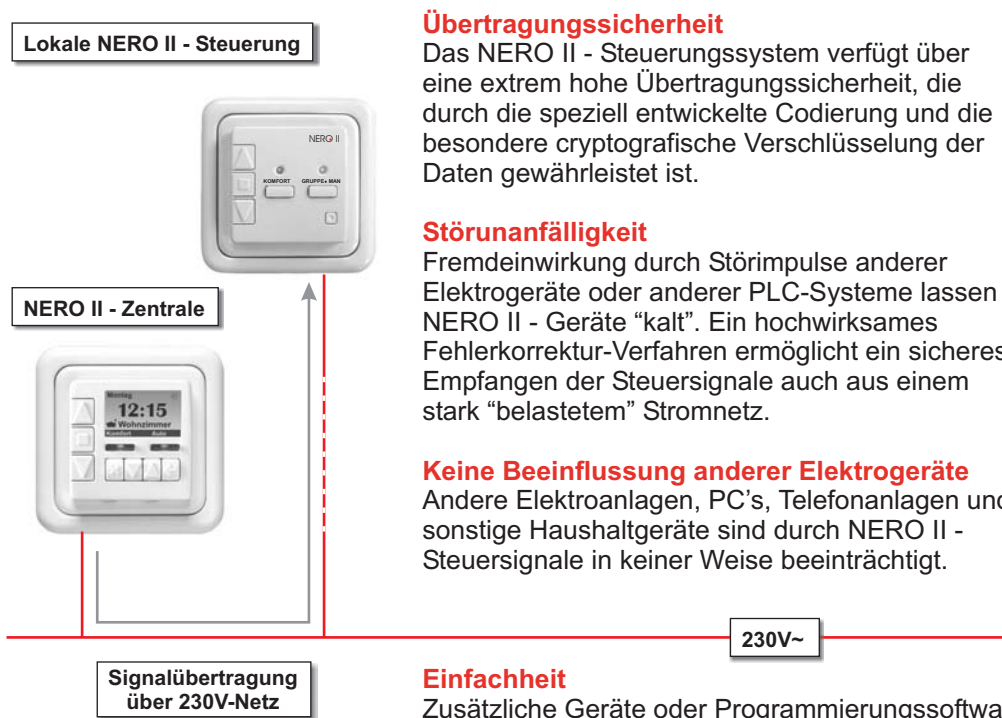 Lokale NERO II - Steuerung
NERO II
KOMFORT
GRUPPE● MAN
NERO II - Zentrale
Montag
12:15
Wohnzimmer
Komfort Auto
Signalübertragung
über 230V-Netz
230V~
Übertragungssicherheit
Das NERO II - Steuerungssystem verfügt über
eine extrem hohe Übertragungssicherheit, die
durch die speziell entwickelte Codierung und die
besondere cryptografische Verschlüsselung der
Daten gewährleistet ist.
Störunanfälligkeit
Fremdeinwirkung durch Störimpulse anderer
Elektrogeräte oder anderer PLC-Systeme lassen
NERO II - Geräte “kalt”. Ein hochwirksames
Fehlerkorrektur-Verfahren ermöglicht ein sicheres
Empfangen der Steuersignale auch aus einem
stark “belastetem” Stromnetz.
Keine Beeinflussung anderer Elektrogeräte
Andere Elektroanlagen, PC’s, Telefonanlagen und
sonstige Haushaltgeräte sind durch NERO II -
Steuersignale in keiner Weise beeinträchtigt.
Einfachheit
Zusätzliche Geräte oder Programmierungssoftwa